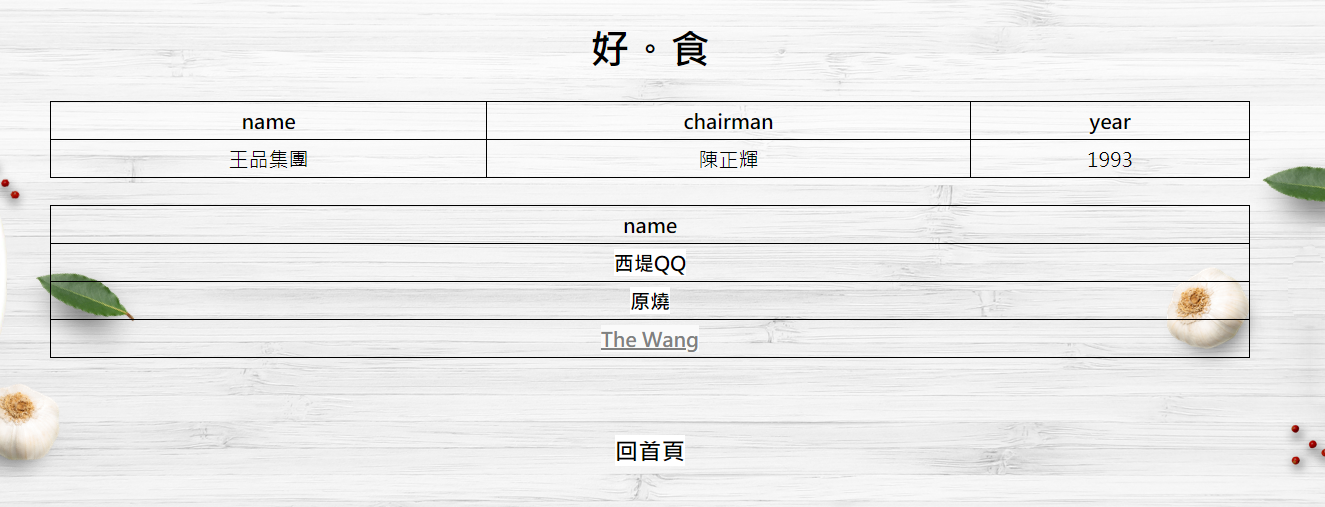 好。食
name chairman year
王品集團 陳正輝 1993
name
西堤QQ
原燒
The Wang
回首頁